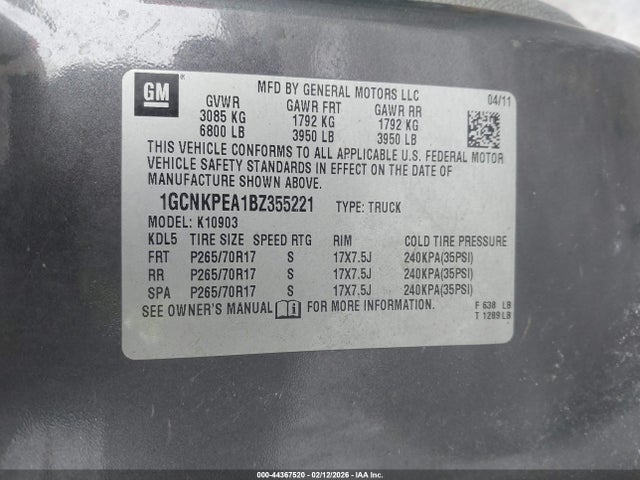 GM
MFD BY GENERAL MOTORS LLC
04/11
GVWR GAWR FRT GAWR RR
3085 KG 1792 KG 1792 KG
6800 LB 3950 LB 3950 LB
THIS VEHICLE CONFORMS TO ALL APPLICABLE U.S. FEDERAL MOTOR
VEHICLE SAFETY STANDARDS IN EFFECT ON THE DATE OF
MANUFACTURE SHOWN ABOVE.
1GCNKPEA1BZ355221 TYPE: TRUCK
MODEL: K10903
KDL5 TIRE SIZE SPEED RTG RIM COLD TIRE PRESSURE
FRT P265/70R17 S 17X7.5J 240KPA(35PSI)
RR P265/70R17 S 17X7.5J 240KPA(35PSI)
SPA P265/70R17 S 17X7.5J 240KPA(35PSI)
SEE OWNER'S MANUAL FOR MORE INFORMATION.
F 638 LB
T 1289 LB
000-44367520 - 02/12/2026 - IAA Inc.